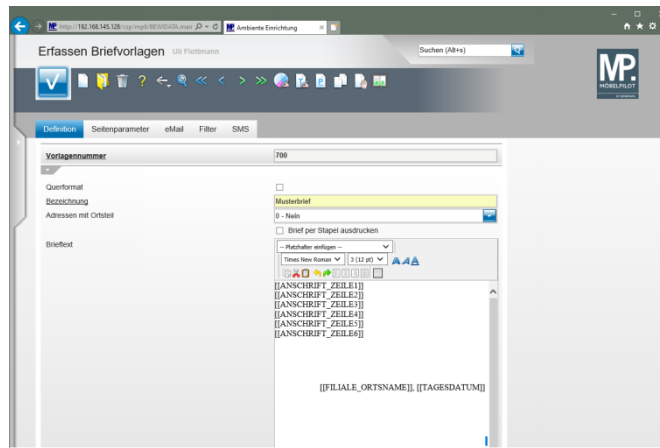 http://192.168.145.128/csp/mp8/BEWIDATA.mair
Ambiente Einrichtung
Erfassen Briefvorlagen Uli Flottmann
Suchen (Alt+s)
MP.
MÖBELPILOT
Definition Seitenparameter eMail Filter SMS
Vorlagennummer 700
Querformat
Bezeichnung Musterbrief
Adressen mit Ortsteil 0 - Nein
Brief per Stapel ausdrucken
Brieftext -- Platzhalter einfügen --
Times New Roman 3 (12 pt) A A A
[[ANSCHRIFT_ZEILE1]]
[[ANSCHRIFT_ZEILE2]]
[[ANSCHRIFT_ZEILE3]]
[[ANSCHRIFT_ZEILE4]]
[[ANSCHRIFT_ZEILE5]]
[[ANSCHRIFT_ZEILE6]]
[[FILIALE_ORTSNAME]], [[TAGESDATUM]]